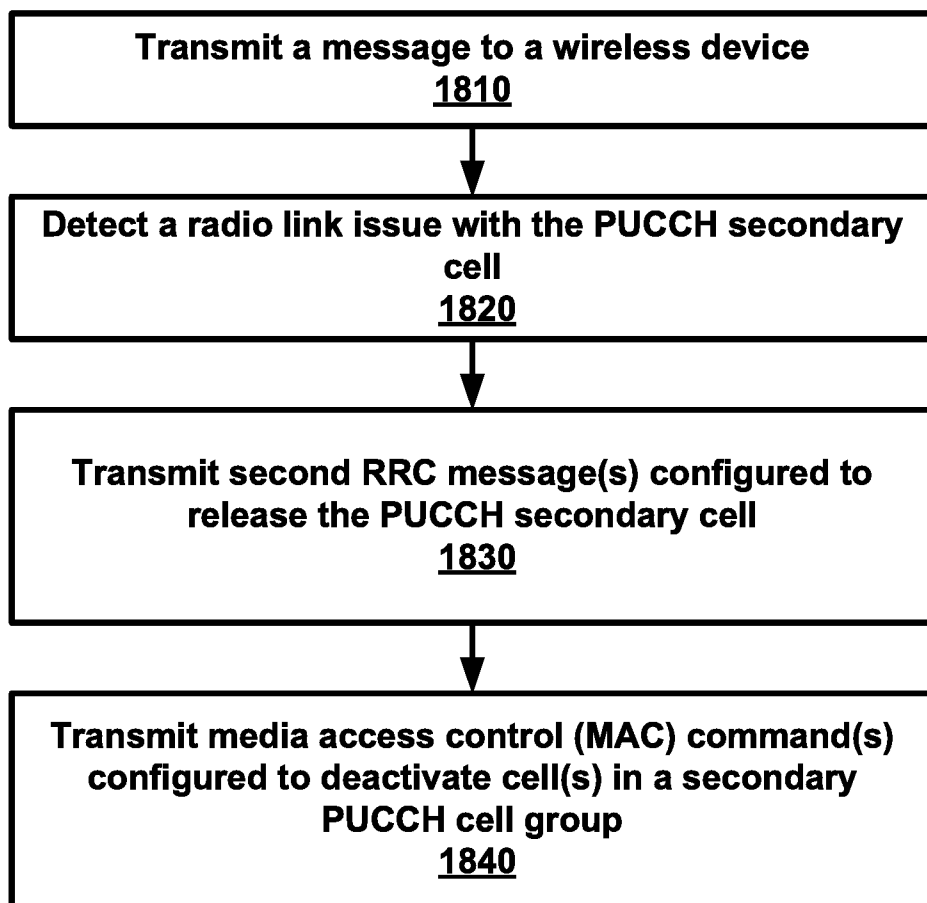 Transmit a message to a wireless device
1810
Detect a radio link issue with the PUCCH secondary
cell
1820
Transmit second RRC message(s) configured to
release the PUCCH secondary cell
1830
Transmit media access control (MAC) command(s)
configured to deactivate cell(s) in a secondary
PUCCH cell group
1840